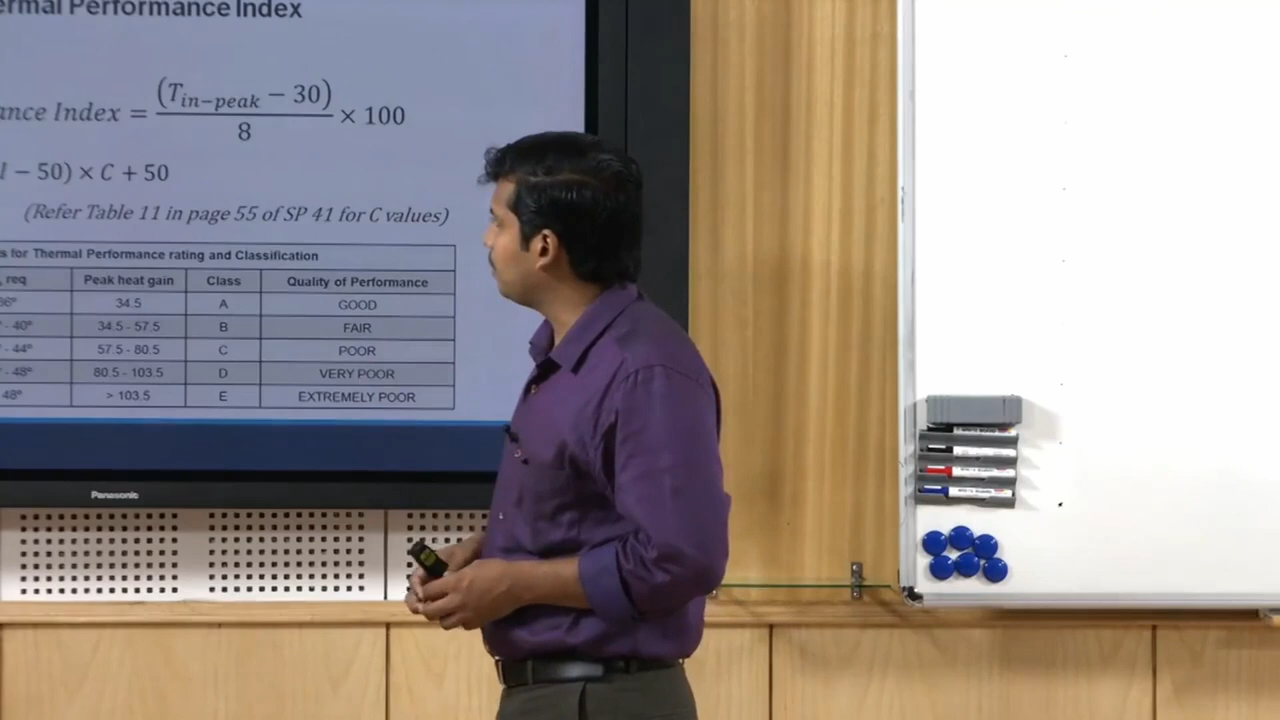 Performance Index
Index = (T_in-peak − 30) / 8 × 100
− 50) × C + 50
(Refer Table 11 in page 55 of SP 41 for C values)
for Thermal Performance rating and Classification
req Peak heat gain Class Quality of Performance
34.5 A GOOD
- 40° 34.5 - 57.5 B FAIR
- 44° 57.5 - 80.5 C POOR
- 48° 80.5 - 103.5 D VERY POOR
48° > 103.5 E EXTREMELY POOR
Panasonic